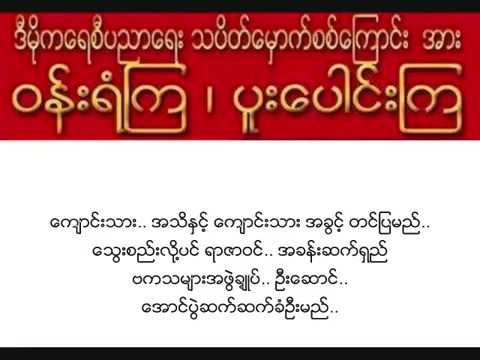 ဒီမိုကရေစီပညာရေး သပိတ်မှောက်စစ်ကြောင်း အား
ဝန်းရံကြ ၊ ပူးပေါင်းကြ
ကျောင်းသား.. အသိနှင့် ကျောင်းသား အခွင့် တင်ပြမည်..
သွေးစည်းလို့ပင် ရာဇာဝင်.. အခန်းဆက်ရှည်
ဗကသများအဖွဲ့ချုပ်.. ဦးဆောင်..
အောင်ပွဲဆက်ဆက်ခံဦးမည်..